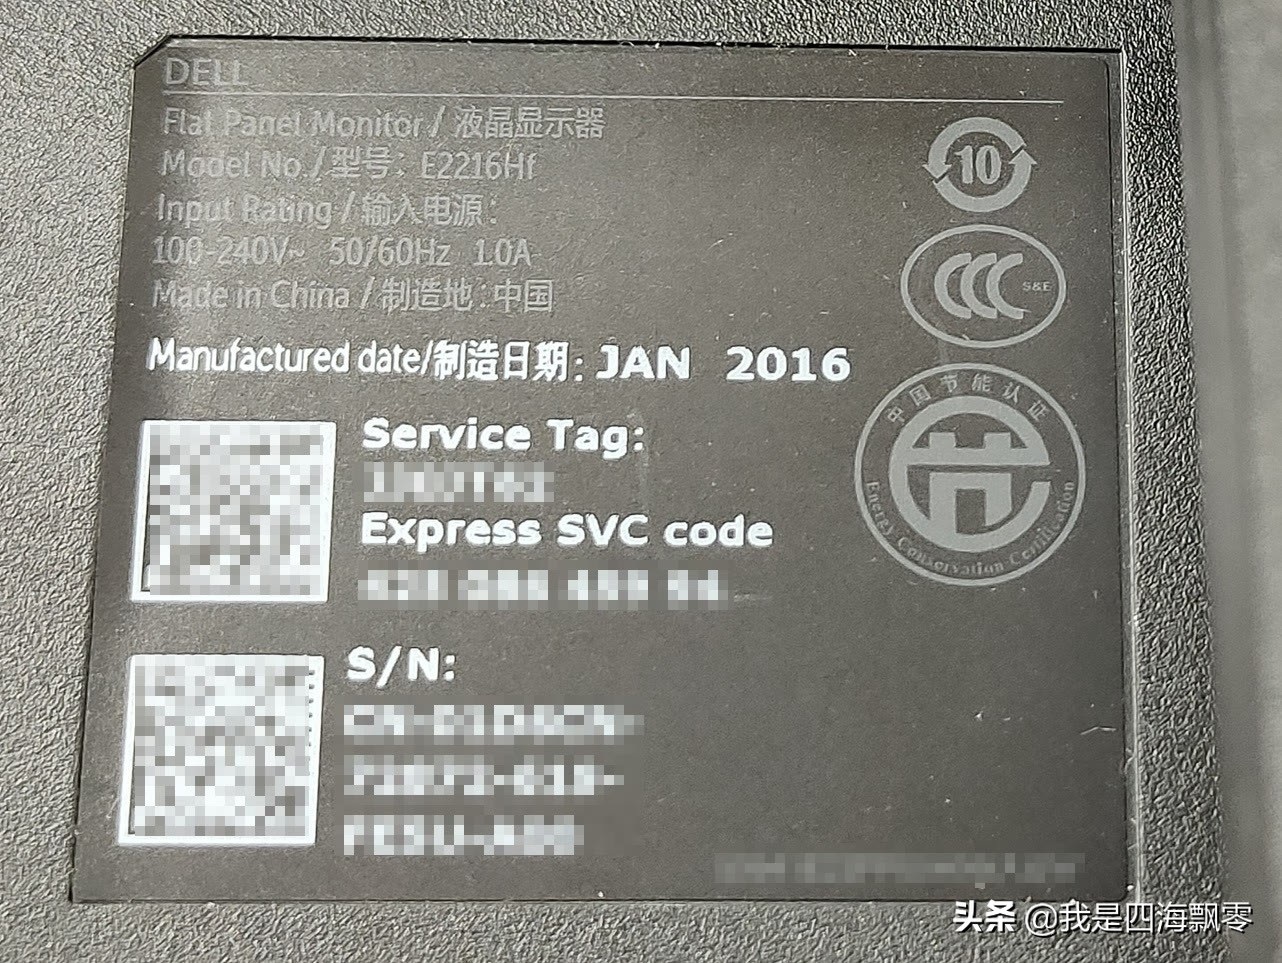 DELL
Flat Panel Monitor / 液晶显示器
Model No. / 型号: E2216Hf
Input Rating / 输入电源:
100-240V~ 50/60Hz 1.0A
Made in China / 制造地: 中国
Manufactured date/制造日期: JAN 2016
Service Tag:
Express SVC code
S/N:
10
CCC S&E
中国节能认证
Energy Conservation Certification
头条 @我是四海飘零